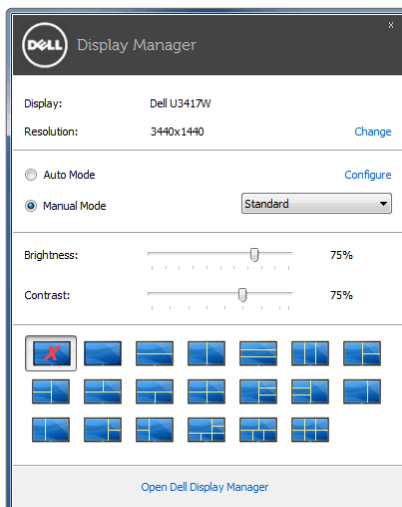 DELL Display Manager
x
Display: Dell U3417W
Resolution: 3440x1440 Change
Auto Mode Configure
Manual Mode Standard
Brightness: 75%
Contrast: 75%
Open Dell Display Manager